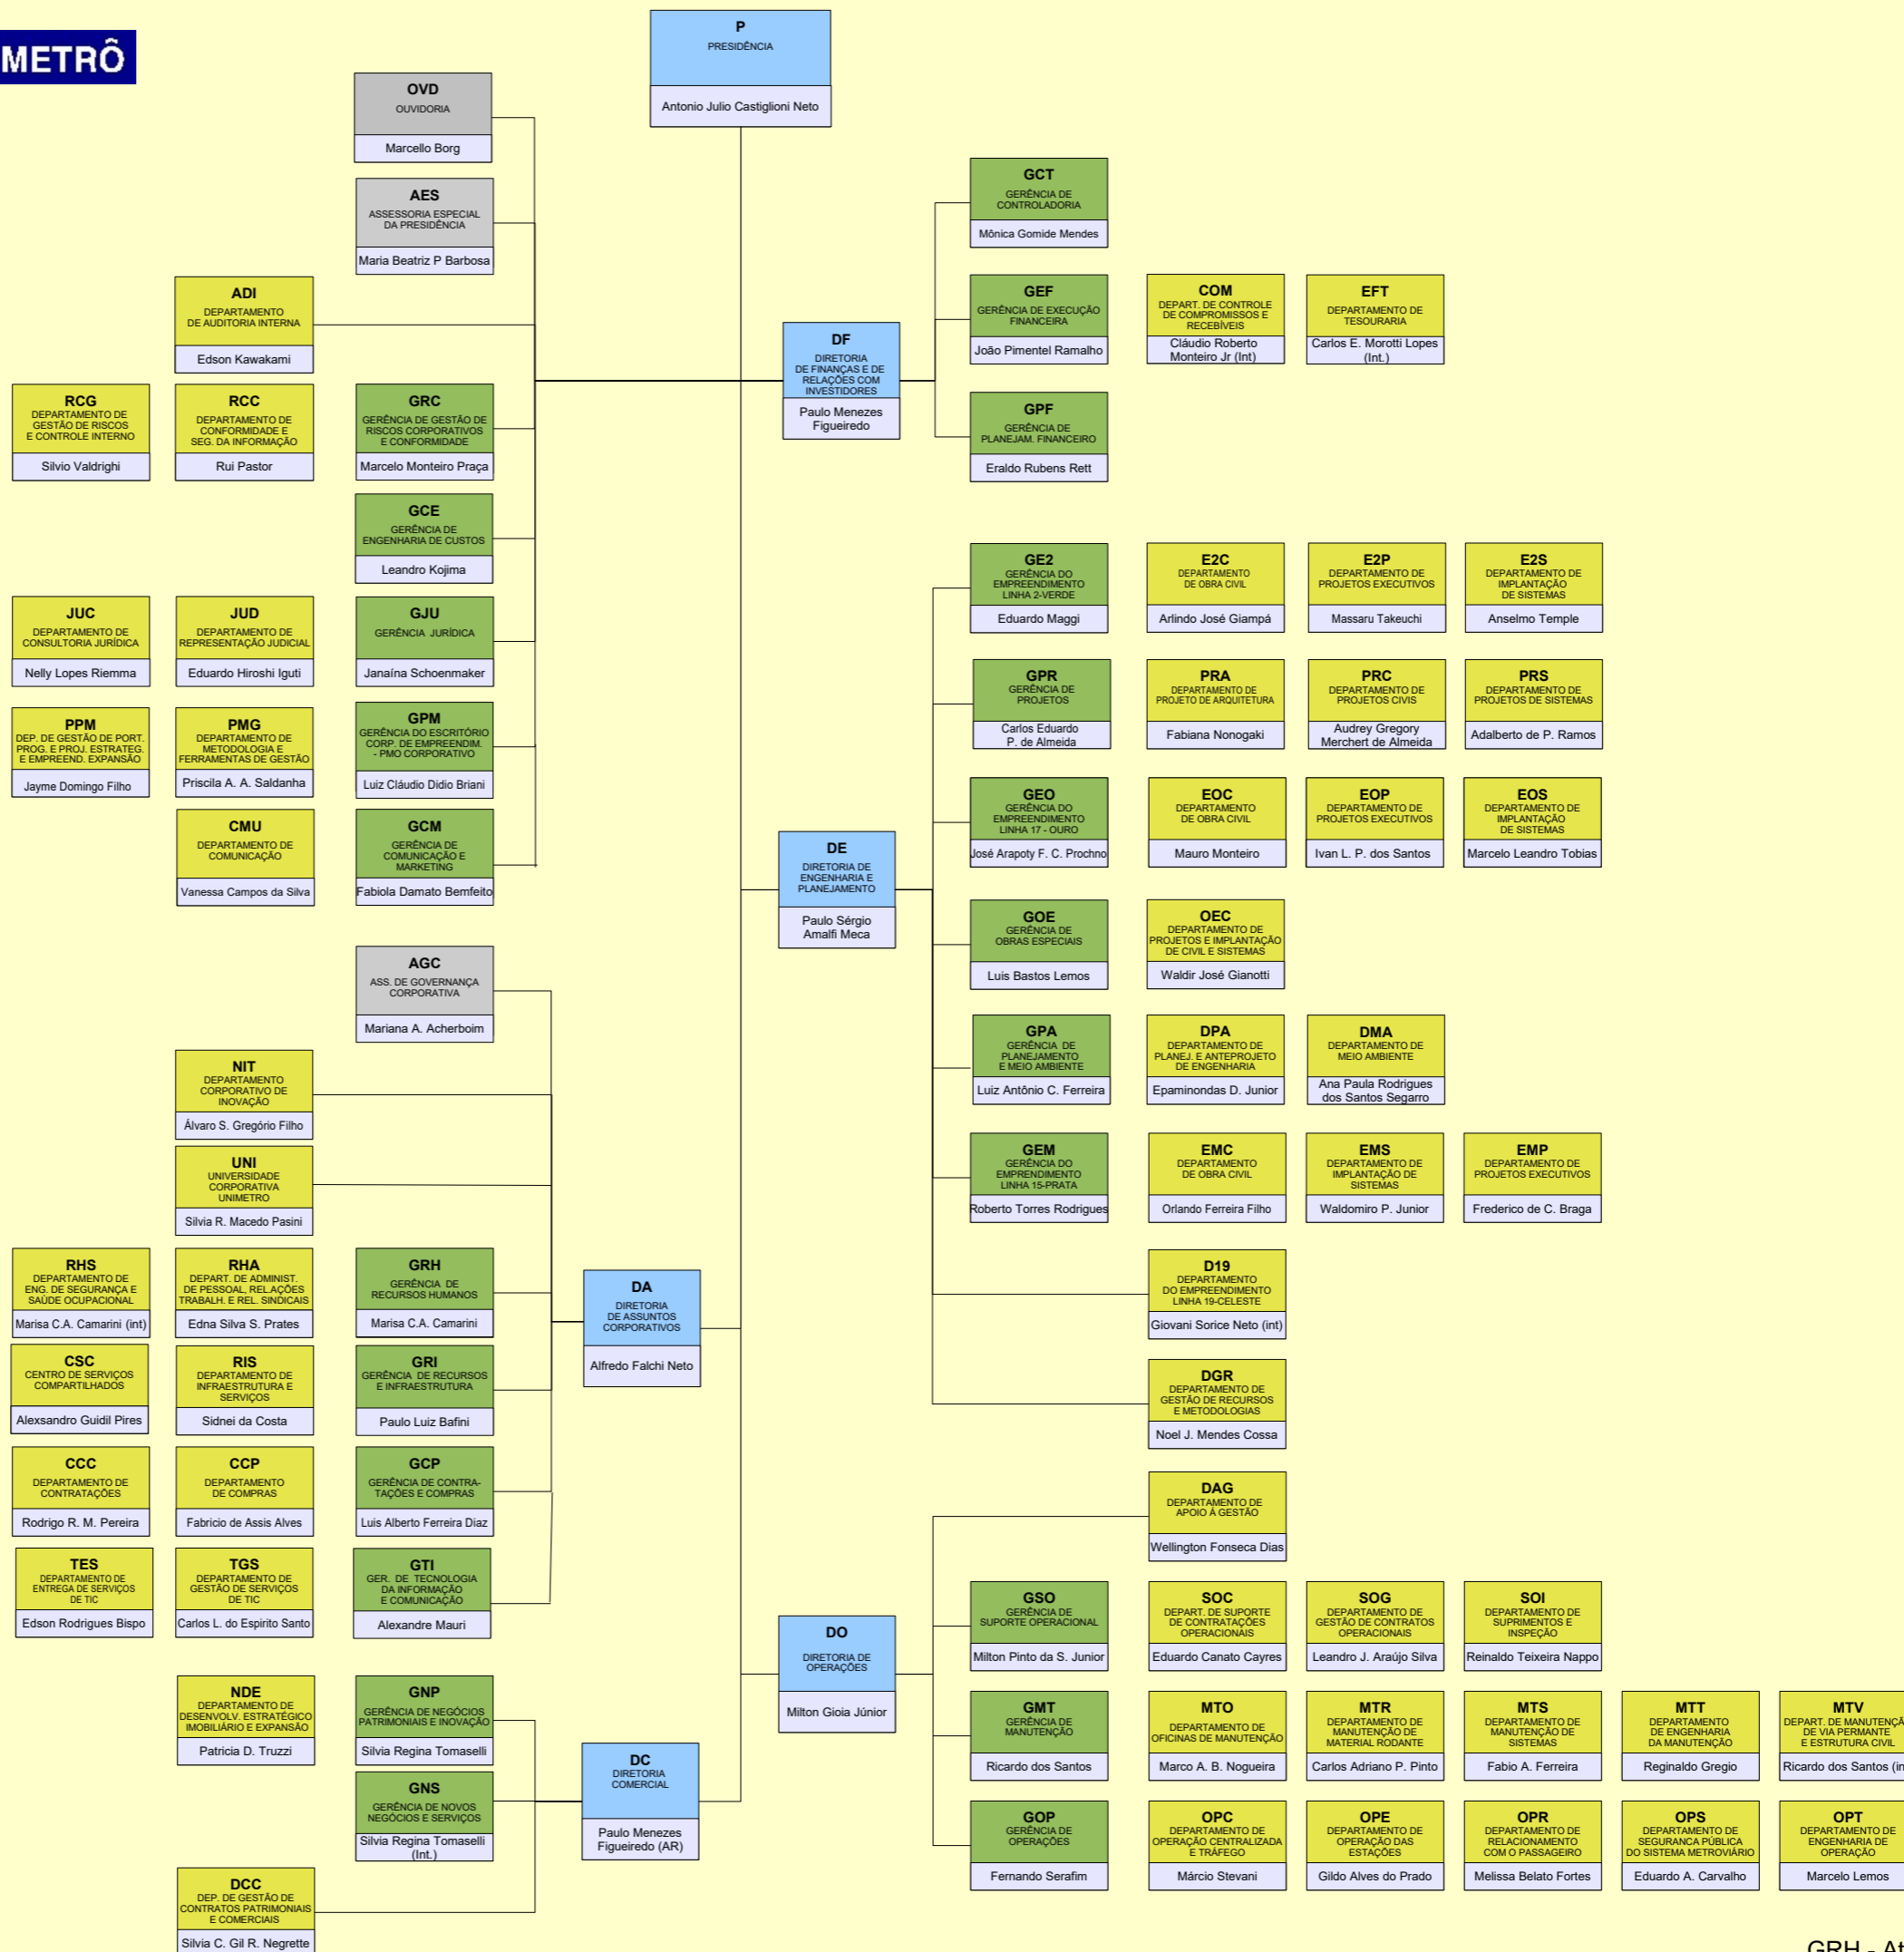 METRÔ
P
PRESIDÊNCIA
Antonio Julio Castiglioni Neto
OVD
OUVIDORIA
Marcello Borg
AES
ASSESSORIA ESPECIAL
DA PRESIDÊNCIA
Maria Beatriz P Barbosa
ADI
DEPARTAMENTO
DE AUDITORIA INTERNA
Edson Kawakami
RCG
DEPARTAMENTO DE
GESTÃO DE RISCOS
E CONTROLE INTERNO
Silvio Valdrighi
RCC
DEPARTAMENTO DE
CONFORMIDADE E
SEG. DA INFORMAÇÃO
Rui Pastor
GRC
GERÊNCIA DE GESTÃO DE
RISCOS CORPORATIVOS
E CONFORMIDADE
Marcelo Monteiro Praça
GCE
GERÊNCIA DE
ENGENHARIA DE CUSTOS
Leandro Kojima
JUC
DEPARTAMENTO DE
CONSULTORIA JURÍDICA
Nelly Lopes Riemma
JUD
DEPARTAMENTO DE
REPRESENTAÇÃO JUDICIAL
Eduardo Hiroshi Iguti
GJU
GERÊNCIA JURÍDICA
Janaína Schoenmaker
PPM
DEP. DE GESTÃO DE PORT.
PROG. E PROJ. ESTRATEG.
E EMPREEND. EXPANSÃO
Jayme Domingo Filho
PMG
DEPARTAMENTO DE
METODOLOGIA E
FERRAMENTAS DE GESTÃO
Priscila A. A. Saldanha
GPM
GERÊNCIA DO ESCRITÓRIO
CORP. DE EMPREENDIM.
- PMO CORPORATIVO
Luiz Cláudio Didio Briani
CMU
DEPARTAMENTO DE
COMUNICAÇÃO
Vanessa Campos da Silva
GCM
GERÊNCIA DE
COMUNICAÇÃO E
MARKETING
Fabiola Damato Bemfeito
DF
DIRETORIA
DE FINANÇAS E DE
RELAÇÕES COM
INVESTIDORES
Paulo Menezes
Figueiredo
GCT
GERÊNCIA DE
CONTROLADORIA
Mônica Gomide Mendes
GEF
GERÊNCIA DE EXECUÇÃO
FINANCEIRA
João Pimentel Ramalho
COM
DEPART. DE CONTROLE
DE COMPROMISSOS E
RECEBÍVEIS
Cláudio Roberto
Monteiro Jr (Int)
EFT
DEPARTAMENTO DE
TESOURARIA
Carlos E. Morotti Lopes
(Int.)
GPF
GERÊNCIA DE
PLANEJAM. FINANCEIRO
Eraldo Rubens Rett
DE
DIRETORIA DE
ENGENHARIA E
PLANEJAMENTO
Paulo Sérgio
Amalfi Meca
GE2
GERÊNCIA DO
EMPREENDIMENTO
LINHA 2-VERDE
Eduardo Maggi
E2C
DEPARTAMENTO
DE OBRA CIVIL
Arlindo José Giampá
E2P
DEPARTAMENTO DE
PROJETOS EXECUTIVOS
Massaru Takeuchi
E2S
DEPARTAMENTO DE
IMPLANTAÇÃO
DE SISTEMAS
Anselmo Temple
GPR
GERÊNCIA DE
PROJETOS
Carlos Eduardo
P. de Almeida
PRA
DEPARTAMENTO DE
PROJETO DE ARQUITETURA
Fabiana Nonogaki
PRC
DEPARTAMENTO DE
PROJETOS CIVIS
Audrey Gregory
Merchert de Almeida
PRS
DEPARTAMENTO DE
PROJETOS DE SISTEMAS
Adalberto de P. Ramos
GEO
GERÊNCIA DO
EMPREENDIMENTO
LINHA 17 - OURO
José Arapoty F. C. Prochno
EOC
DEPARTAMENTO
DE OBRA CIVIL
Mauro Monteiro
EOP
DEPARTAMENTO DE
PROJETOS EXECUTIVOS
Ivan L. P. dos Santos
EOS
DEPARTAMENTO DE
IMPLANTAÇÃO
DE SISTEMAS
Marcelo Leandro Tobias
GOE
GERÊNCIA DE
OBRAS ESPECIAIS
Luis Bastos Lemos
OEC
DEPARTAMENTO DE
PROJETOS E IMPLANTAÇÃO
DE CIVIL E SISTEMAS
Waldir José Gianotti
GPA
GERÊNCIA DE
PLANEJAMENTO
E MEIO AMBIENTE
Luiz Antônio C. Ferreira
DPA
DEPARTAMENTO DE
PLANEJ. E ANTEPROJETO
DE ENGENHARIA
Epaminondas D. Junior
DMA
DEPARTAMENTO DE
MEIO AMBIENTE
Ana Paula Rodrigues
dos Santos Segarro
GEM
GERÊNCIA DO
EMPRENDIMENTO
LINHA 15-PRATA
Roberto Torres Rodrigues
EMC
DEPARTAMENTO
DE OBRA CIVIL
Orlando Ferreira Filho
EMS
DEPARTAMENTO DE
IMPLANTAÇÃO DE
SISTEMAS
Waldomiro P. Junior
EMP
DEPARTAMENTO DE
PROJETOS EXECUTIVOS
Frederico de C. Braga
D19
DEPARTAMENTO
DO EMPREENDIMENTO
LINHA 19-CELESTE
Giovani Sorice Neto (int)
DGR
DEPARTAMENTO DE
GESTÃO DE RECURSOS
E METODOLOGIAS
Noel J. Mendes Cossa
AGC
ASS. DE GOVERNANÇA
CORPORATIVA
Mariana A. Acherboim
NIT
DEPARTAMENTO
CORPORATIVO DE
INOVAÇÃO
Álvaro S. Gregório Filho
UNI
UNIVERSIDADE
CORPORATIVA
UNIMETRO
Silvia R. Macedo Pasini
RHS
DEPARTAMENTO DE
ENG. DE SEGURANÇA E
SAÚDE OCUPACIONAL
Marisa C.A. Camarini (int)
RHA
DEPART. DE ADMINIST.
DE PESSOAL, REL.AÇÕES
TRABALH. E REL. SINDICAIS
Edna Silva S. Prates
GRH
GERÊNCIA DE
RECURSOS HUMANOS
Marisa C.A. Camarini
DA
DIRETORIA
DE ASSUNTOS
CORPORATIVOS
Alfredo Falchi Neto
CSC
CENTRO DE SERVIÇOS
COMPARTILHADOS
Alexsandro Guidil Pires
RIS
DEPARTAMENTO DE
INFRAESTRUTURA E
SERVIÇOS
Sidnei da Costa
GRI
GERÊNCIA DE RECURSOS
E INFRAESTRUTURA
Paulo Luiz Bafini
CCC
DEPARTAMENTO DE
CONTRATAÇÕES
Rodrigo R. M. Pereira
CCP
DEPARTAMENTO
DE COMPRAS
Fabricio de Assis Alves
GCP
GERÊNCIA DE CONTRA-
TAÇÕES E COMPRAS
Luis Alberto Ferreira Diaz
TES
DEPARTAMENTO DE
ENTREGA DE SERVIÇOS
DE TIC
Edson Rodrigues Bispo
TGS
DEPARTAMENTO DE
GESTÃO DE SERVIÇOS
DE TIC
Carlos L. do Espirito Santo
GTI
GER. DE TECNOLOGIA
DA INFORMAÇÃO
E COMUNICAÇÃO
Alexandre Mauri
DO
DIRETORIA DE
OPERAÇÕES
Milton Gioia Júnior
DAG
DEPARTAMENTO DE
APOIO Á GESTÃO
Wellington Fonseca Dias
GSO
GERÊNCIA DE
SUPORTE OPERACIONAL
Milton Pinto da S. Junior
SOC
DEPART. DE SUPORTE
DE CONTRATAÇÕES
OPERACIONAIS
Eduardo Canato Cayres
SOG
DEPARTAMENTO DE
GESTÃO DE CONTRATOS
OPERACIONAIS
Leandro J. Araújo Silva
SOI
DEPARTAMENTO DE
SUPRIMENTOS E
INSPEÇÃO
Reinaldo Teixeira Nappo
GMT
GERÊNCIA DE
MANUTENÇÃO
Ricardo dos Santos
MTO
DEPARTAMENTO DE
OFICINAS DE MANUTENÇÃO
Marco A. B. Nogueira
MTR
DEPARTAMENTO DE
MANUTENÇÃO DE
MATERIAL RODANTE
Carlos Adriano P. Pinto
MTS
DEPARTAMENTO DE
MANUTENÇÃO DE
SISTEMAS
Fabio A. Ferreira
MTT
DEPARTAMENTO
DE ENGENHARIA
DA MANUTENÇÃO
Reginaldo Gregio
MTV
DEPART. DE MANUTENÇÃ
DE VIA PERMANTE
E ESTRUTURA CIVIL
Ricardo dos Santos (in
GOP
GERÊNCIA DE
OPERAÇÕES
Fernando Serafim
OPC
DEPARTAMENTO DE
OPERAÇÃO CENTRALIZADA
E TRÁFEGO
Márcio Stevani
OPE
DEPARTAMENTO DE
OPERAÇÃO DAS
ESTAÇÕES
Gildo Alves do Prado
OPR
DEPARTAMENTO DE
RELACIONAMENTO
COM O PASSAGEIRO
Melissa Belato Fortes
OPS
DEPARTAMENTO DE
SEGURANCA PÚBLICA
DO SISTEMA METROVIÁRIO
Eduardo A. Carvalho
OPT
DEPARTAMENTO DE
ENGENHARIA DE
OPERAÇÃO
Marcelo Lemos
NDE
DEPARTAMENTO DE
DESENVOLV. ESTRATÉGICO
IMOBILIÁRIO E EXPANSÃO
Patricia D. Truzzi
GNP
GERÊNCIA DE NEGÓCIOS
PATRIMONIAIS E INOVAÇÃO
Silvia Regina Tomaselli
GNS
GERÊNCIA DE NOVOS
NEGÓCIOS E SERVIÇOS
Silvia Regina Tomaselli
(Int.)
DC
DIRETORIA
COMERCIAL
Paulo Menezes
Figueiredo (AR)
DCC
DEP. DE GESTÃO DE
CONTRATOS PATRIMONIAIS
E COMERCIAIS
Silvia C. Gil R. Negrette
GRH - At